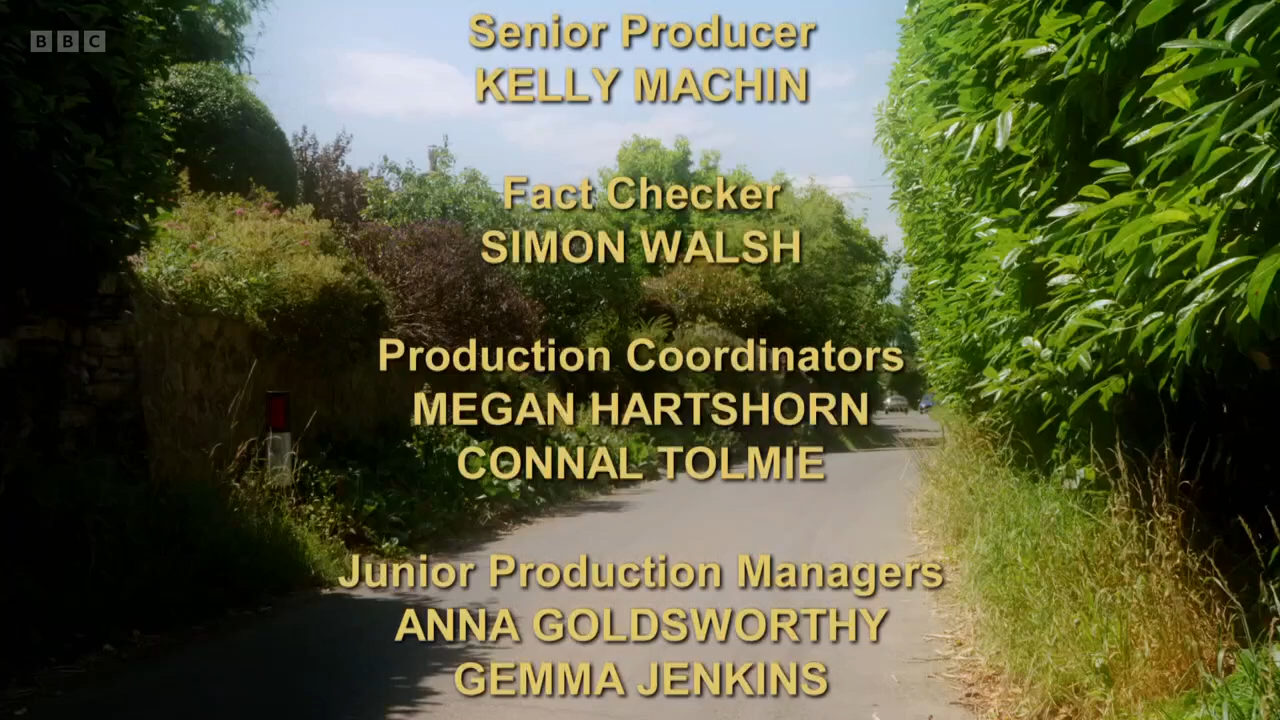 BBC
Senior Producer
KELLY MACHIN
Fact Checker
SIMON WALSH
Production Coordinators
MEGAN HARTSHORN
CONNAL TOLMIE
Junior Production Managers
ANNA GOLDSWORTHY
GEMMA JENKINS